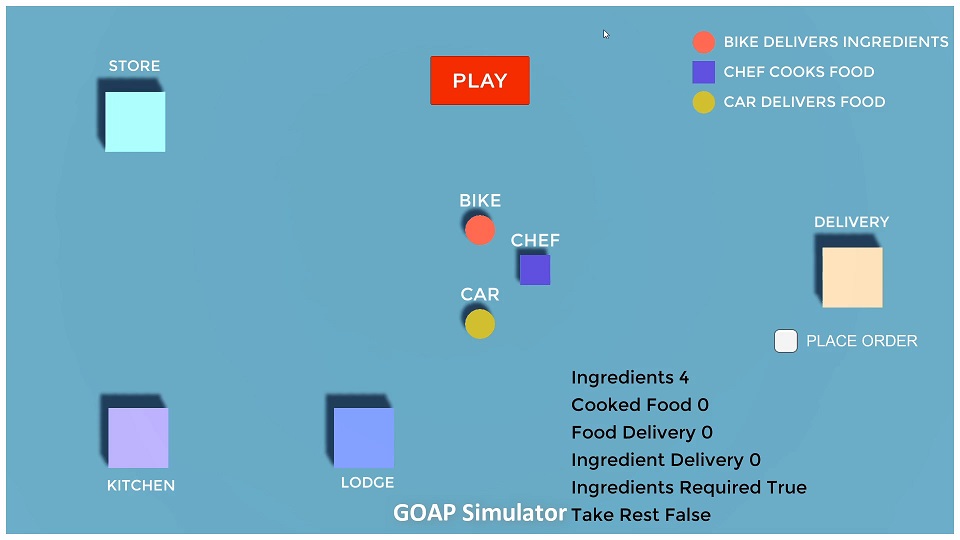 BIKE DELIVERS INGREDIENTS
STORE
PLAY
CHEF COOKS FOOD
CAR DELIVERS FOOD
BIKE
DELIVERY
CHEF
CAR
PLACE ORDER
Ingredients 4
Cooked Food 0
Food Delivery 0
Ingredient Delivery 0
KITCHEN
LODGE
Ingredients Required True
GOAP Simulator
Take Rest False